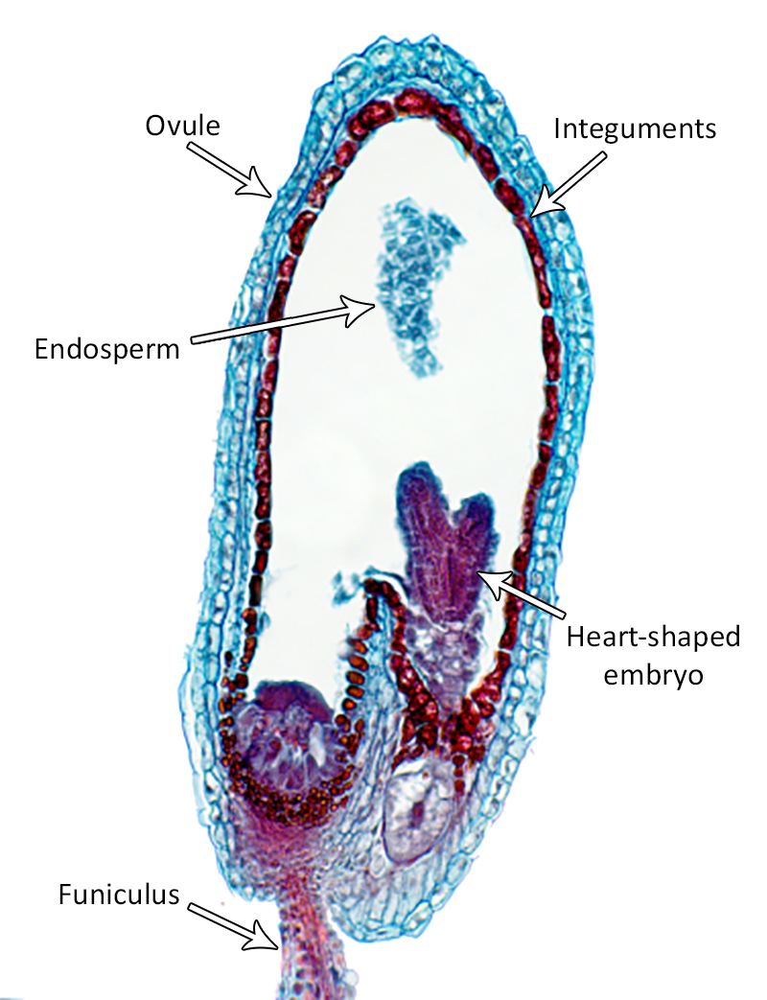 Ovule
Integuments
Endosperm
Heart-shaped
embryo
Funiculus